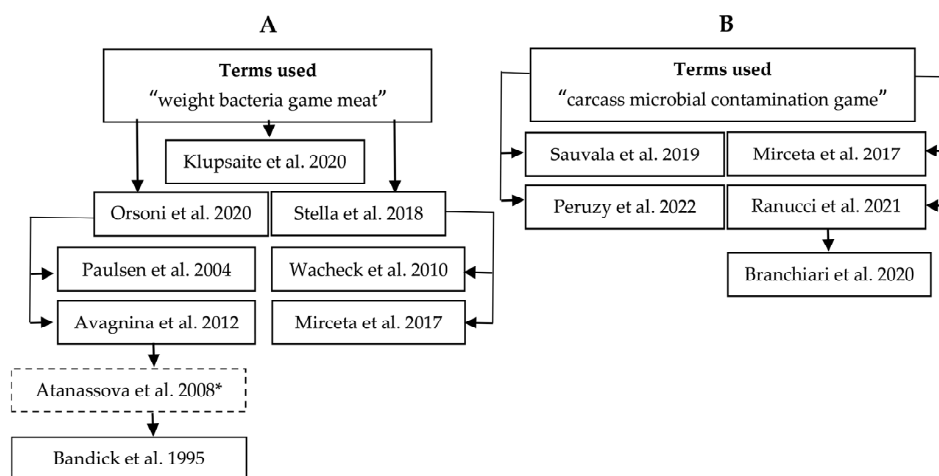 A
Terms used
“weight bacteria game meat”
Klupsaite et al. 2020
Orsoni et al. 2020
Stella et al. 2018
Paulsen et al. 2004
Wacheck et al. 2010
Avagnina et al. 2012
Mirceta et al. 2017
Atanassova et al. 2008*
Bandick et al. 1995
B
Terms used
“carcass microbial contamination game”
Sauvala et al. 2019
Mirceta et al. 2017
Peruzy et al. 2022
Ranucci et al. 2021
Branchiari et al. 2020